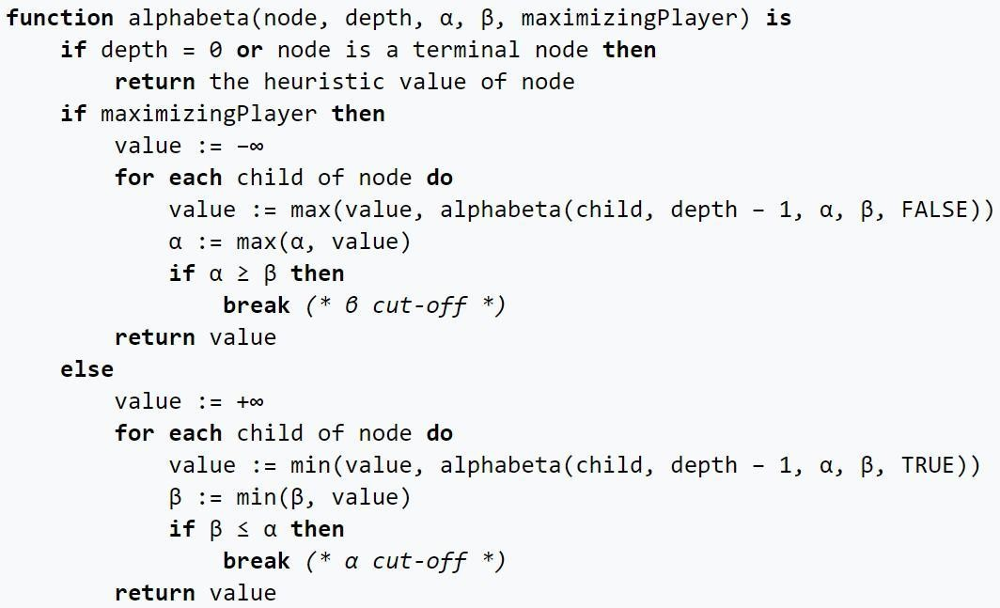 function alphabeta(node, depth, α, β, maximizingPlayer) is
    if depth = 0 or node is a terminal node then
        return the heuristic value of node
    if maximizingPlayer then
        value := −∞
        for each child of node do
            value := max(value, alphabeta(child, depth − 1, α, β, FALSE))
            α := max(α, value)
            if α ≥ β then
                break (* β cut-off *)
        return value
    else
        value := +∞
        for each child of node do
            value := min(value, alphabeta(child, depth − 1, α, β, TRUE))
            β := min(β, value)
            if β ≤ α then
                break (* α cut-off *)
        return value